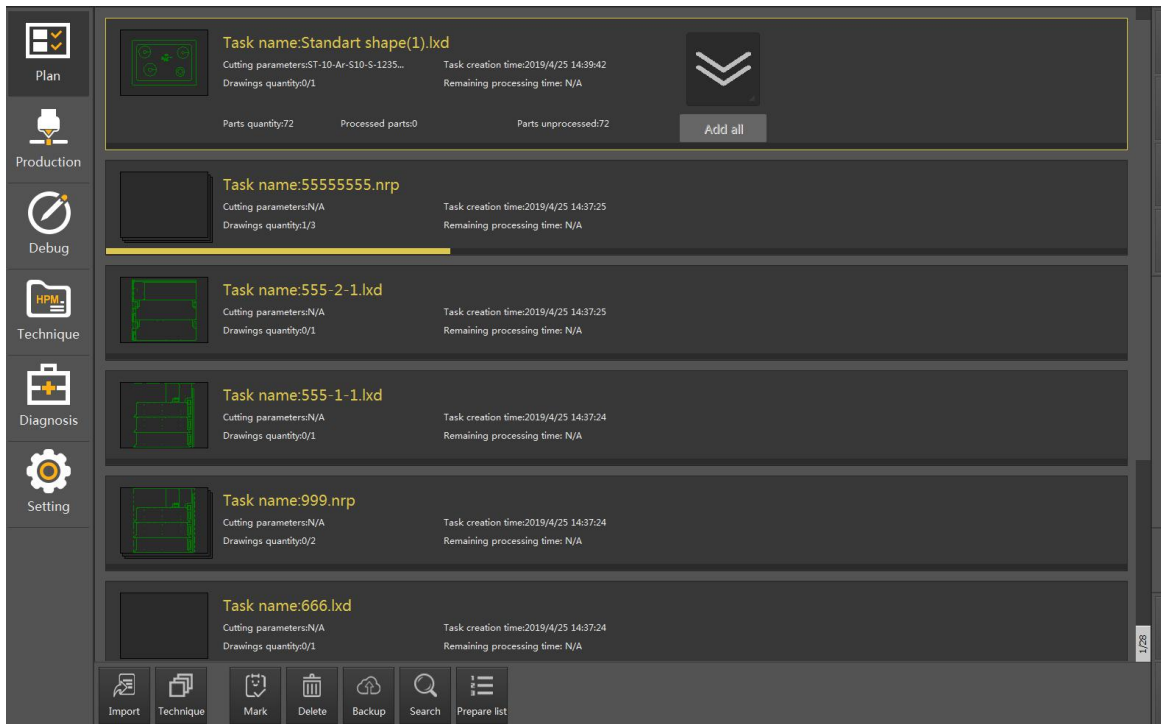 Plan
Production
Debug
HPM
Technique
Diagnosis
Setting
Task name:Standart shape(1).lxd
Cutting parameters:ST-10-Ar-S10-S-1235... Task creation time:2019/4/25 14:39:42
Drawings quantity:0/1 Remaining processing time: N/A
Parts quantity:72 Processed parts:0 Parts unprocessed:72 Add all
Task name:55555555.nrp
Cutting parameters:N/A Task creation time:2019/4/25 14:37:25
Drawings quantity:1/3 Remaining processing time: N/A
Task name:555-2-1.lxd
Cutting parameters:N/A Task creation time:2019/4/25 14:37:25
Drawings quantity:0/1 Remaining processing time: N/A
Task name:555-1-1.lxd
Cutting parameters:N/A Task creation time:2019/4/25 14:37:24
Drawings quantity:0/1 Remaining processing time: N/A
Task name:999.nrp
Cutting parameters:N/A Task creation time:2019/4/25 14:37:24
Drawings quantity:0/2 Remaining processing time: N/A
Task name:666.lxd
Cutting parameters:N/A Task creation time:2019/4/25 14:37:24
Drawings quantity:0/1 Remaining processing time: N/A
1/28
Import Technique Mark Delete Backup Search Prepare list